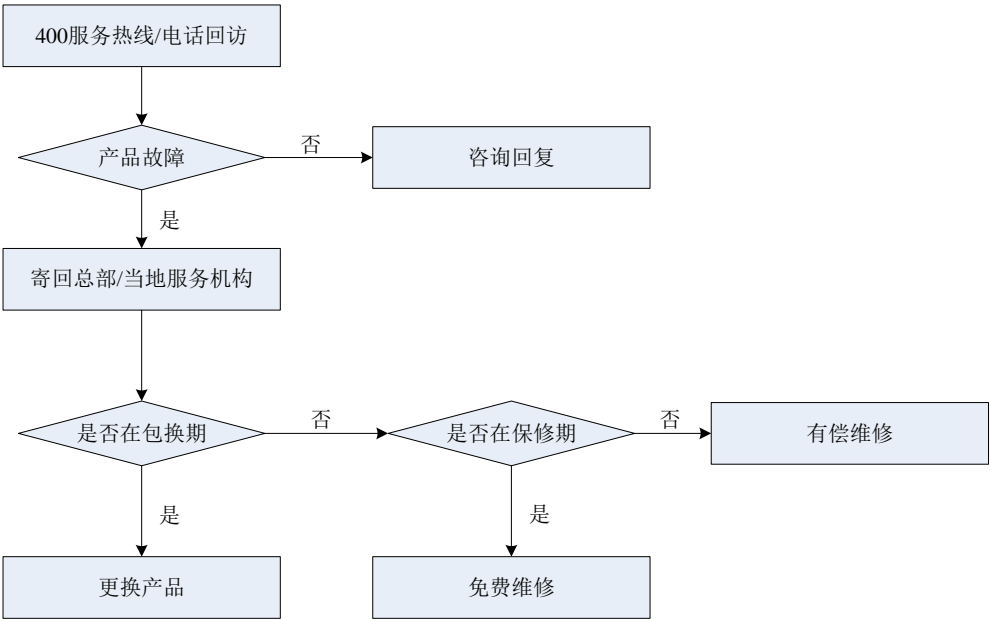 400服务热线/电话回访
产品故障
否
咨询回复
是
寄回总部/当地服务机构
是否在包换期
否
是否在保修期
否
有偿维修
是
是
更换产品
免费维修